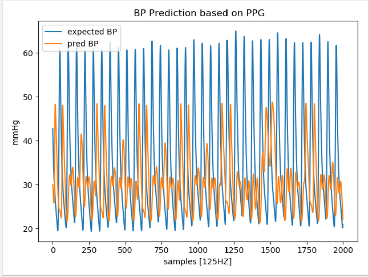 BP Prediction based on PPG
expected BP
pred BP
60
50
40
30
20
mmHg
0 250 500 750 1000 1250 1500 1750 2000
samples [125HZ]